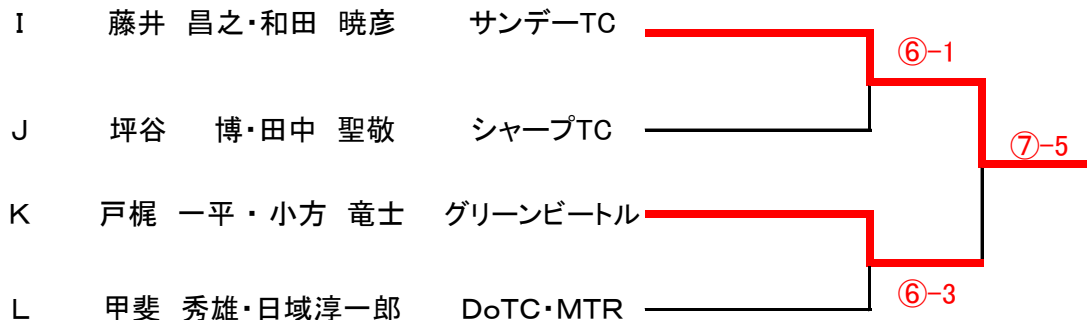 I 藤井 昌之・和田 暁彦 サンデーTC
⑥-1
J 坪谷 博・田中 聖敬 シャープTC
⑦-5
K 戸梶 一平・小方 竜士 グリーンビートル
⑥-3
L 甲斐 秀雄・日域淳一郎 DoTC・MTR